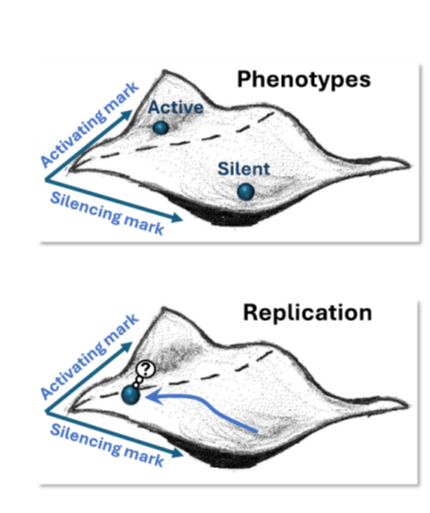 Phenotypes
Activating mark
Active
Silent
Silencing mark
Replication
Activating mark
?
Silencing mark